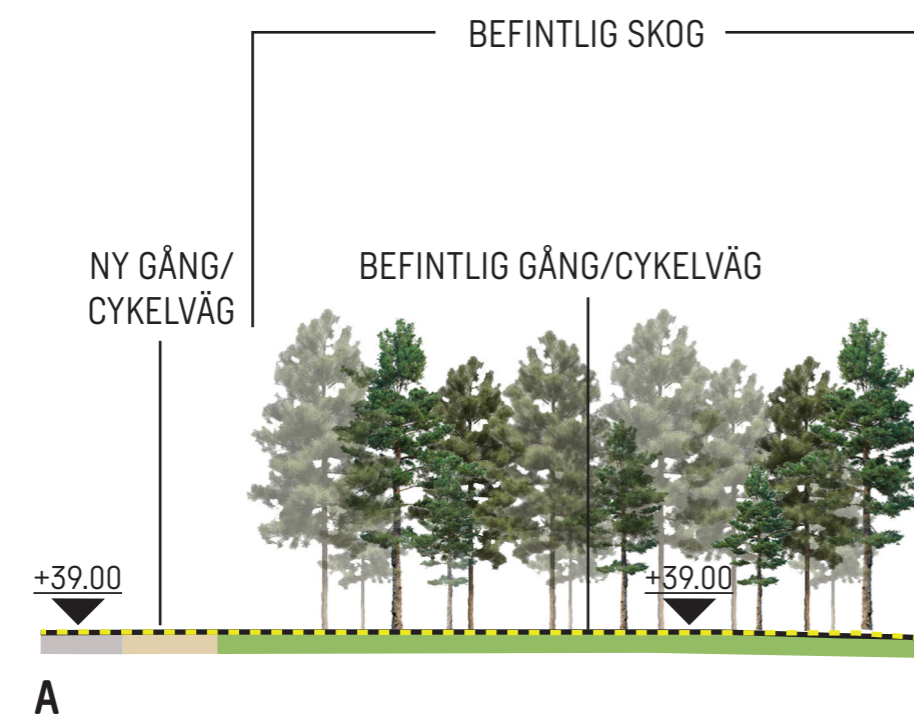 BEFINTLIG SKOG
NY GÅNG/
CYKELVÄG
BEFINTLIG GÅNG/CYKELVÄG
+39.00
+39.00
A